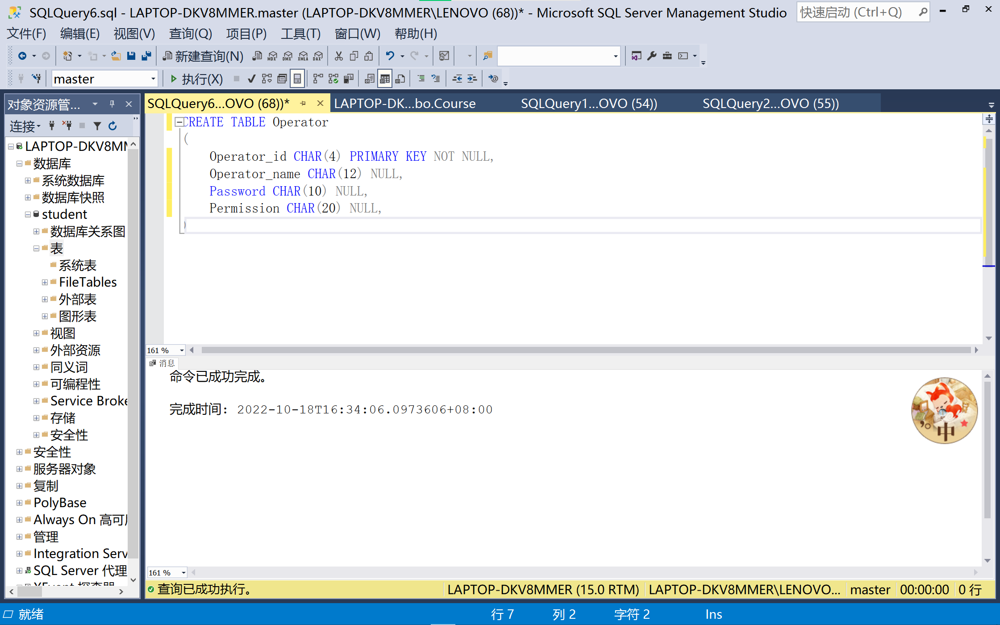 SQLQuery6.sql - LAPTOP-DKV8MMER.master (LAPTOP-DKV8MMER\LENOVO (68))* - Microsoft SQL Server Management Studio
快速启动 (Ctrl+Q)
文件(F) 编辑(E) 视图(V) 查询(Q) 项目(P) 工具(T) 窗口(W) 帮助(H)
新建查询(N) MDX DMX XMLA DAX
master 执行(X)
对象资源管...
连接
LAPTOP-DKV8MM
数据库
系统数据库
数据库快照
student
数据库关系图
表
系统表
FileTables
外部表
图形表
视图
外部资源
同义词
可编程性
Service Broke
存储
安全性
安全性
服务器对象
复制
PolyBase
Always On 高可用
管理
Integration Serv
SQL Server 代理
XEvent 探查器
SQLQuery6...OVO (68))* LAPTOP-DK...bo.Course SQLQuery1...OVO (54)) SQLQuery2...OVO (55))
CREATE TABLE Operator
(
Operator_id CHAR(4) PRIMARY KEY NOT NULL,
Operator_name CHAR(12) NULL,
Password CHAR(10) NULL,
Permission CHAR(20) NULL,
)
161 %
消息
命令已成功完成。
完成时间: 2022-10-18T16:34:06.0973606+08:00
中
161 %
查询已成功执行。 LAPTOP-DKV8MMER (15.0 RTM) LAPTOP-DKV8MMER\LENOVO... master 00:00:00 0 行
就绪 行 7 列 2 字符 2 Ins